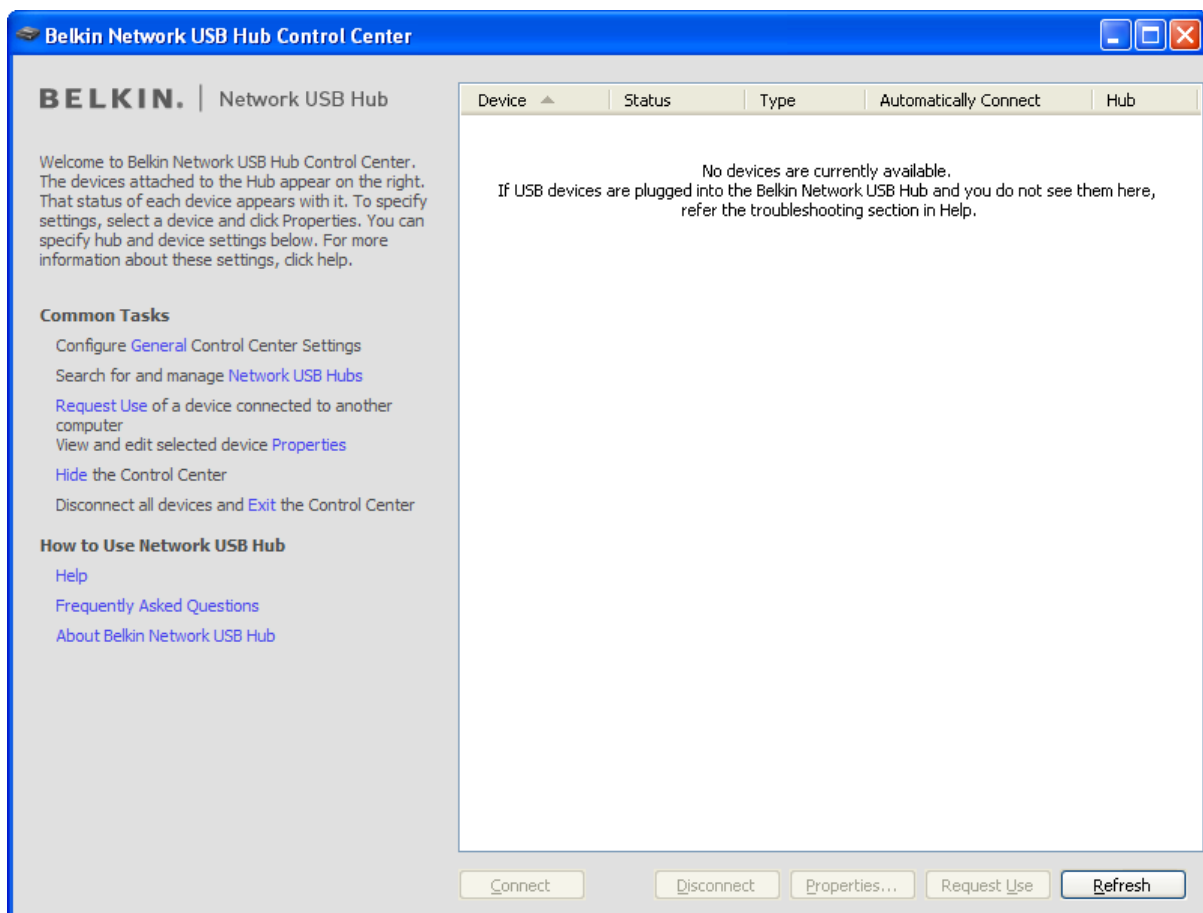 Belkin Network USB Hub Control Center
BELKIN. | Network USB Hub
Welcome to Belkin Network USB Hub Control Center.
The devices attached to the Hub appear on the right.
That status of each device appears with it. To specify
settings, select a device and click Properties. You can
specify hub and device settings below. For more
information about these settings, click help.
Common Tasks
Configure General Control Center Settings
Search for and manage Network USB Hubs
Request Use of a device connected to another
computer
View and edit selected device Properties
Hide the Control Center
Disconnect all devices and Exit the Control Center
How to Use Network USB Hub
Help
Frequently Asked Questions
About Belkin Network USB Hub
Device Status Type Automatically Connect Hub
No devices are currently available.
If USB devices are plugged into the Belkin Network USB Hub and you do not see them here,
refer the troubleshooting section in Help.
Connect Disconnect Properties... Request Use Refresh